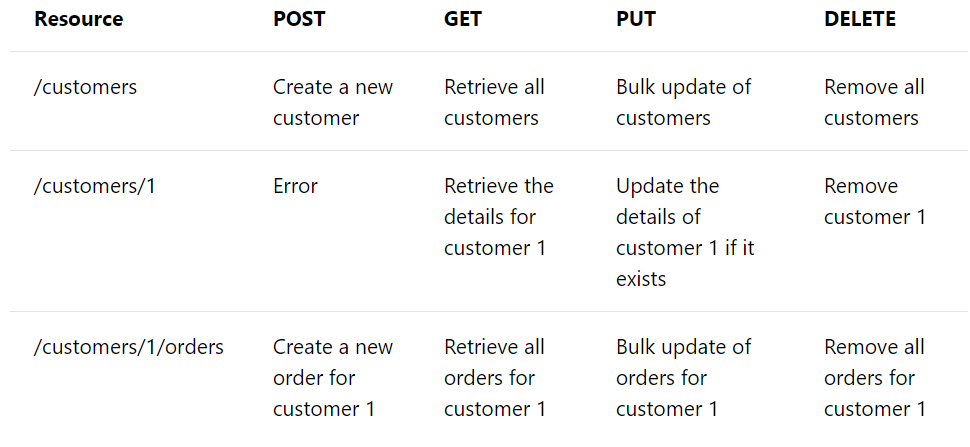 Resource POST GET PUT DELETE
/customers Create a new Retrieve all Bulk update of Remove all
customer customers customers customers
/customers/1 Error Retrieve the Update the Remove
details for details of customer 1
customer 1 customer 1 if it
exists
/customers/1/orders Create a new Retrieve all Bulk update of Remove all
order for orders for orders for orders for
customer 1 customer 1 customer 1 customer 1